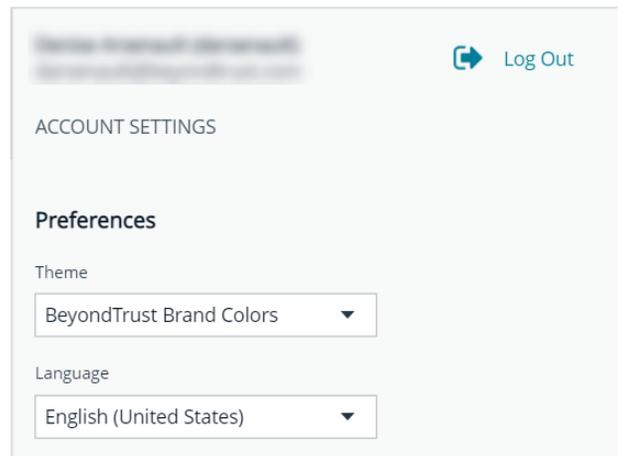 Log Out
ACCOUNT SETTINGS
Preferences
Theme
BeyondTrust Brand Colors
Language
English (United States)